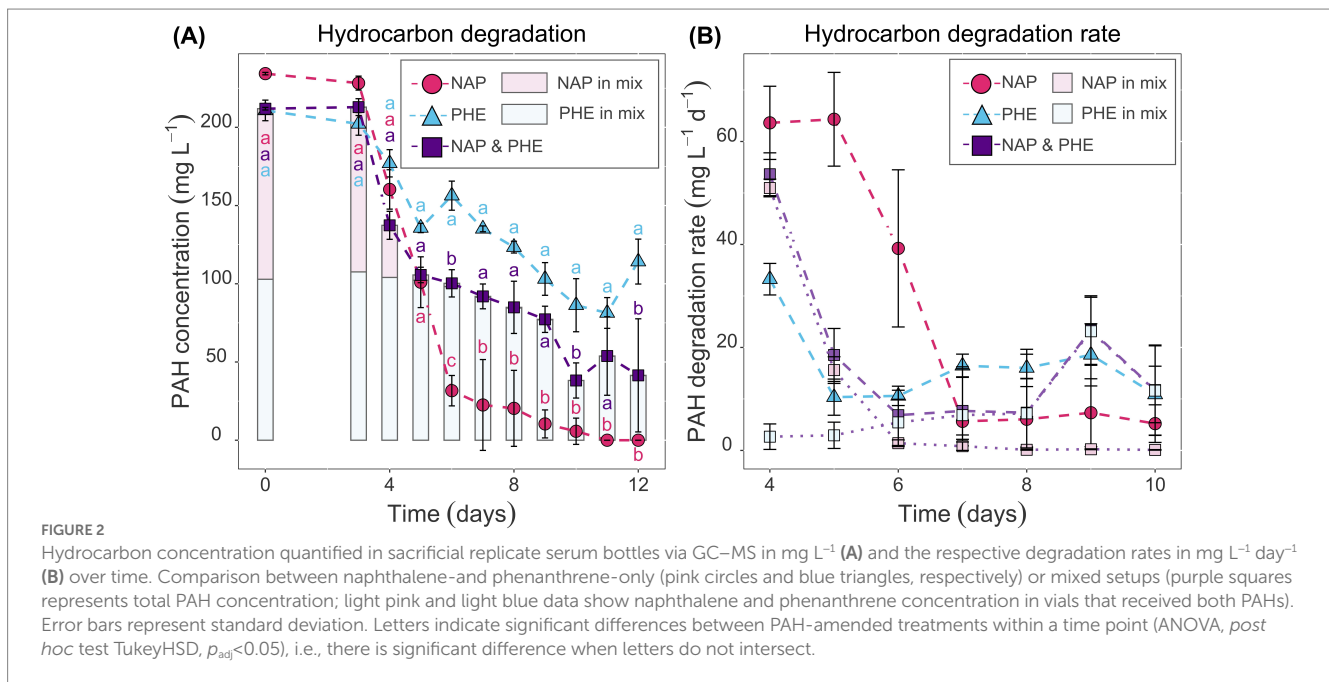 (A) Hydrocarbon degradation
PAH concentration (mg L⁻¹)
200
150
100
50
0
0 4 8 12
Time (days)
NAP NAP in mix
PHE PHE in mix
NAP & PHE
a a a a
a a a
a a a
a a a a a a a
a b a a b
a b
a c b b b b a b b
(B) Hydrocarbon degradation rate
PAH degradation rate (mg L⁻¹ d⁻¹)
60
40
20
0
4 6 8 10
Time (days)
NAP NAP in mix
PHE PHE in mix
NAP & PHE
FIGURE 2
Hydrocarbon concentration quantified in sacrificial replicate serum bottles via GC–MS in mg L⁻¹ (A) and the respective degradation rates in mg L⁻¹ day⁻¹
(B) over time. Comparison between naphthalene-and phenanthrene-only (pink circles and blue triangles, respectively) or mixed setups (purple squares
represents total PAH concentration; light pink and light blue data show naphthalene and phenanthrene concentration in vials that received both PAHs).
Error bars represent standard deviation. Letters indicate significant differences between PAH-amended treatments within a time point (ANOVA, post
hoc test TukeyHSD, padj<0.05), i.e., there is significant difference when letters do not intersect.